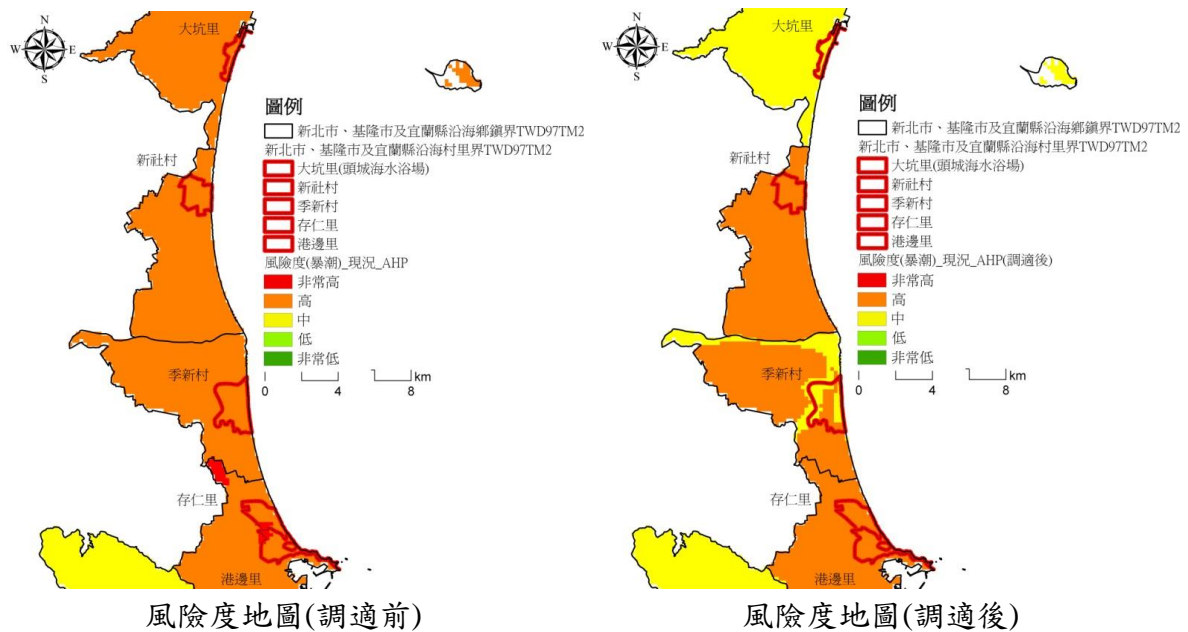 N
W E
S
大坑里
圖例
新北市、基隆市及宜蘭縣沿海鄉鎮界TWD97TM2
新北市、基隆市及宜蘭縣沿海村里界TWD97TM2
大坑里(頭城海水浴場)
新社村
季新村
存仁里
港邊里
風險度(暴潮)_現況_AHP
非常高
高
中
低
非常低
0 4 8 km
新社村
季新村
存仁里
港邊里
風險度地圖(調適前)
N
W E
S
大坑里
圖例
新北市、基隆市及宜蘭縣沿海鄉鎮界TWD97TM2
新北市、基隆市及宜蘭縣沿海村里界TWD97TM2
大坑里(頭城海水浴場)
新社村
季新村
存仁里
港邊里
風險度(暴潮)_現況_AHP(調適後)
非常高
高
中
低
非常低
0 4 8 km
新社村
季新村
存仁里
港邊里
風險度地圖(調適後)